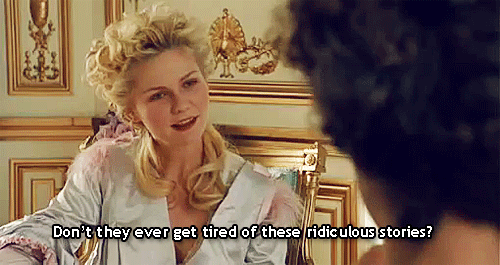 Don't they ever get tired of these ridiculous stories?